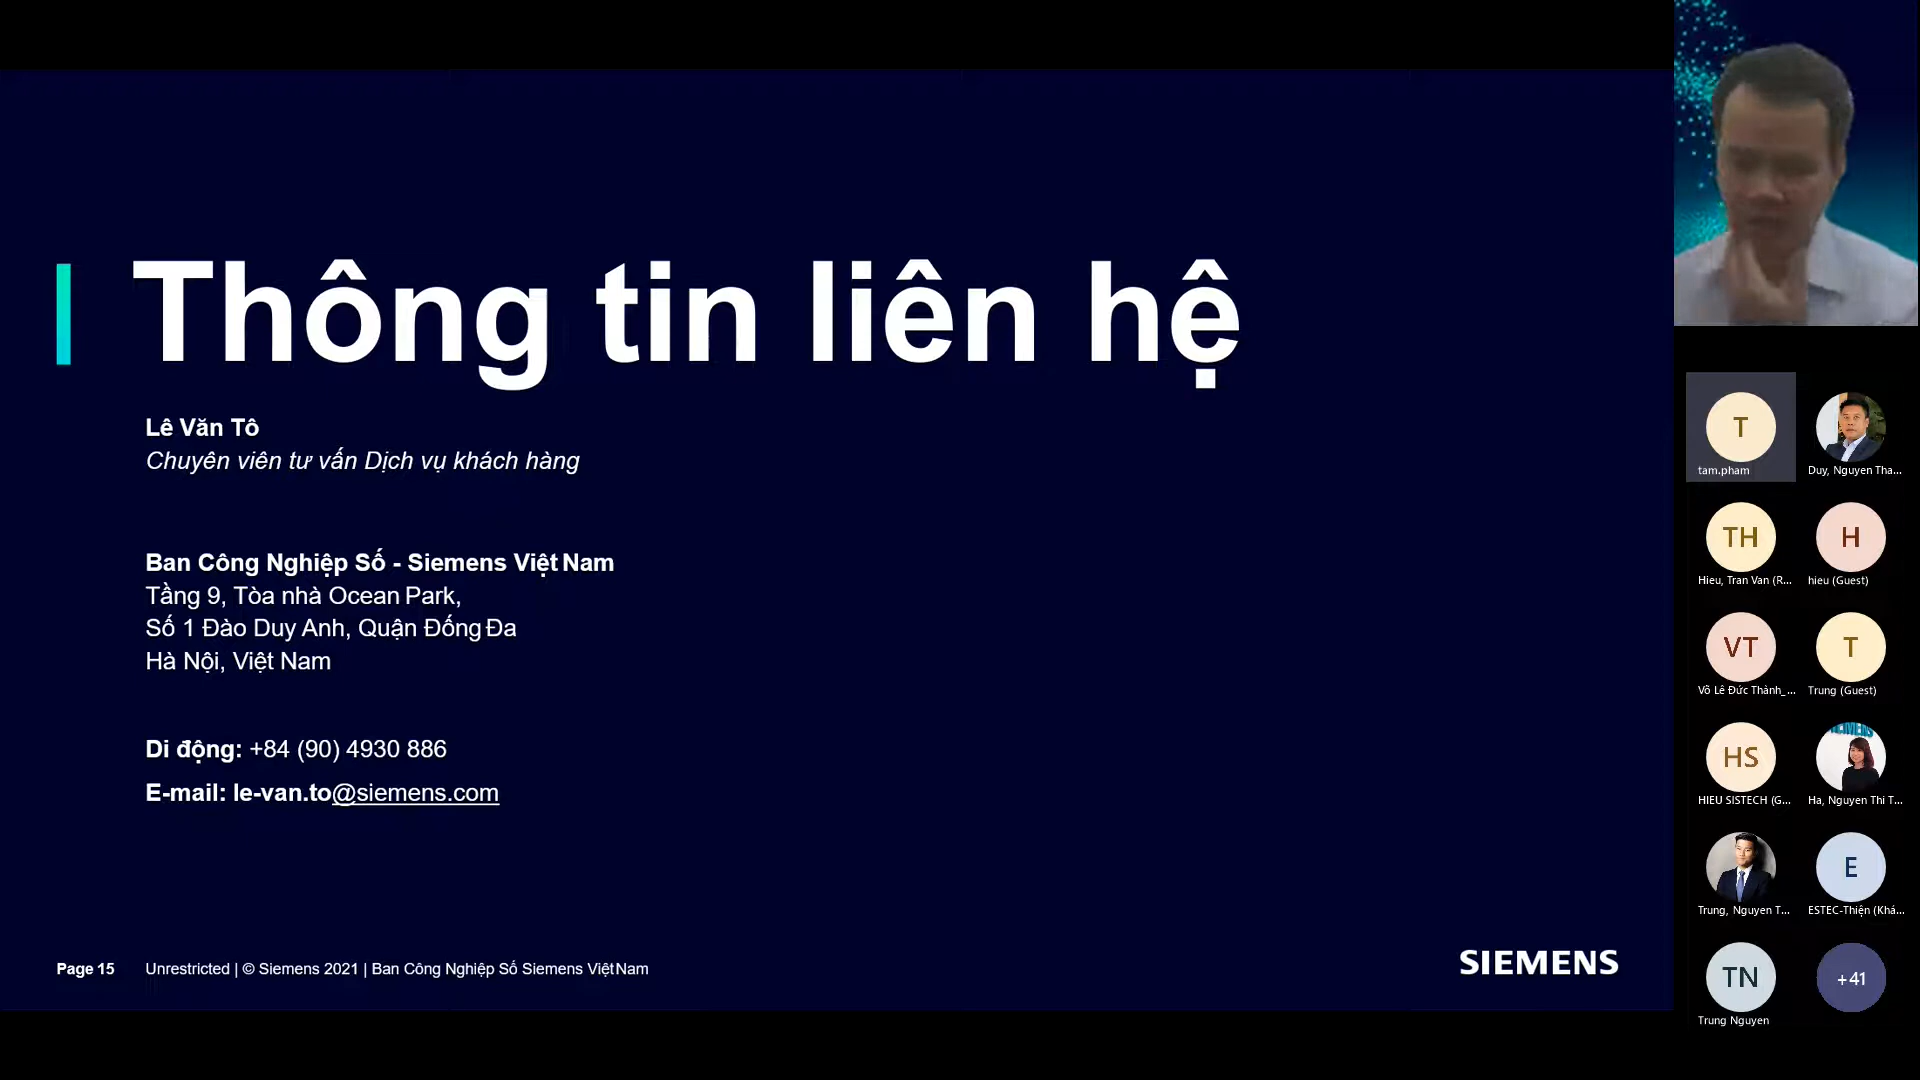 Thông tin liên hệ
Lê Văn Tô
Chuyên viên tư vấn Dịch vụ khách hàng
Ban Công Nghiệp Số - Siemens Việt Nam
Tầng 9, Tòa nhà Ocean Park,
Số 1 Đào Duy Anh, Quận Đống Đa
Hà Nội, Việt Nam
Di động: +84 (90) 4930 886
E-mail: le-van.to@siemens.com
Page 15 Unrestricted | © Siemens 2021 | Ban Công Nghiệp Số Siemens Việt Nam
SIEMENS
T
tam.pham
Duy, Nguyen Tha...
TH
Hieu, Tran Van (R...
H
hieu (Guest)
VT
Võ Lê Đức Thành_...
T
Trung (Guest)
HS
HIEU SISTECH (G...
Ha, Nguyen Thi T...
Trung, Nguyen T...
E
ESTEC-Thiện (Khá...
TN
Trung Nguyen
+41